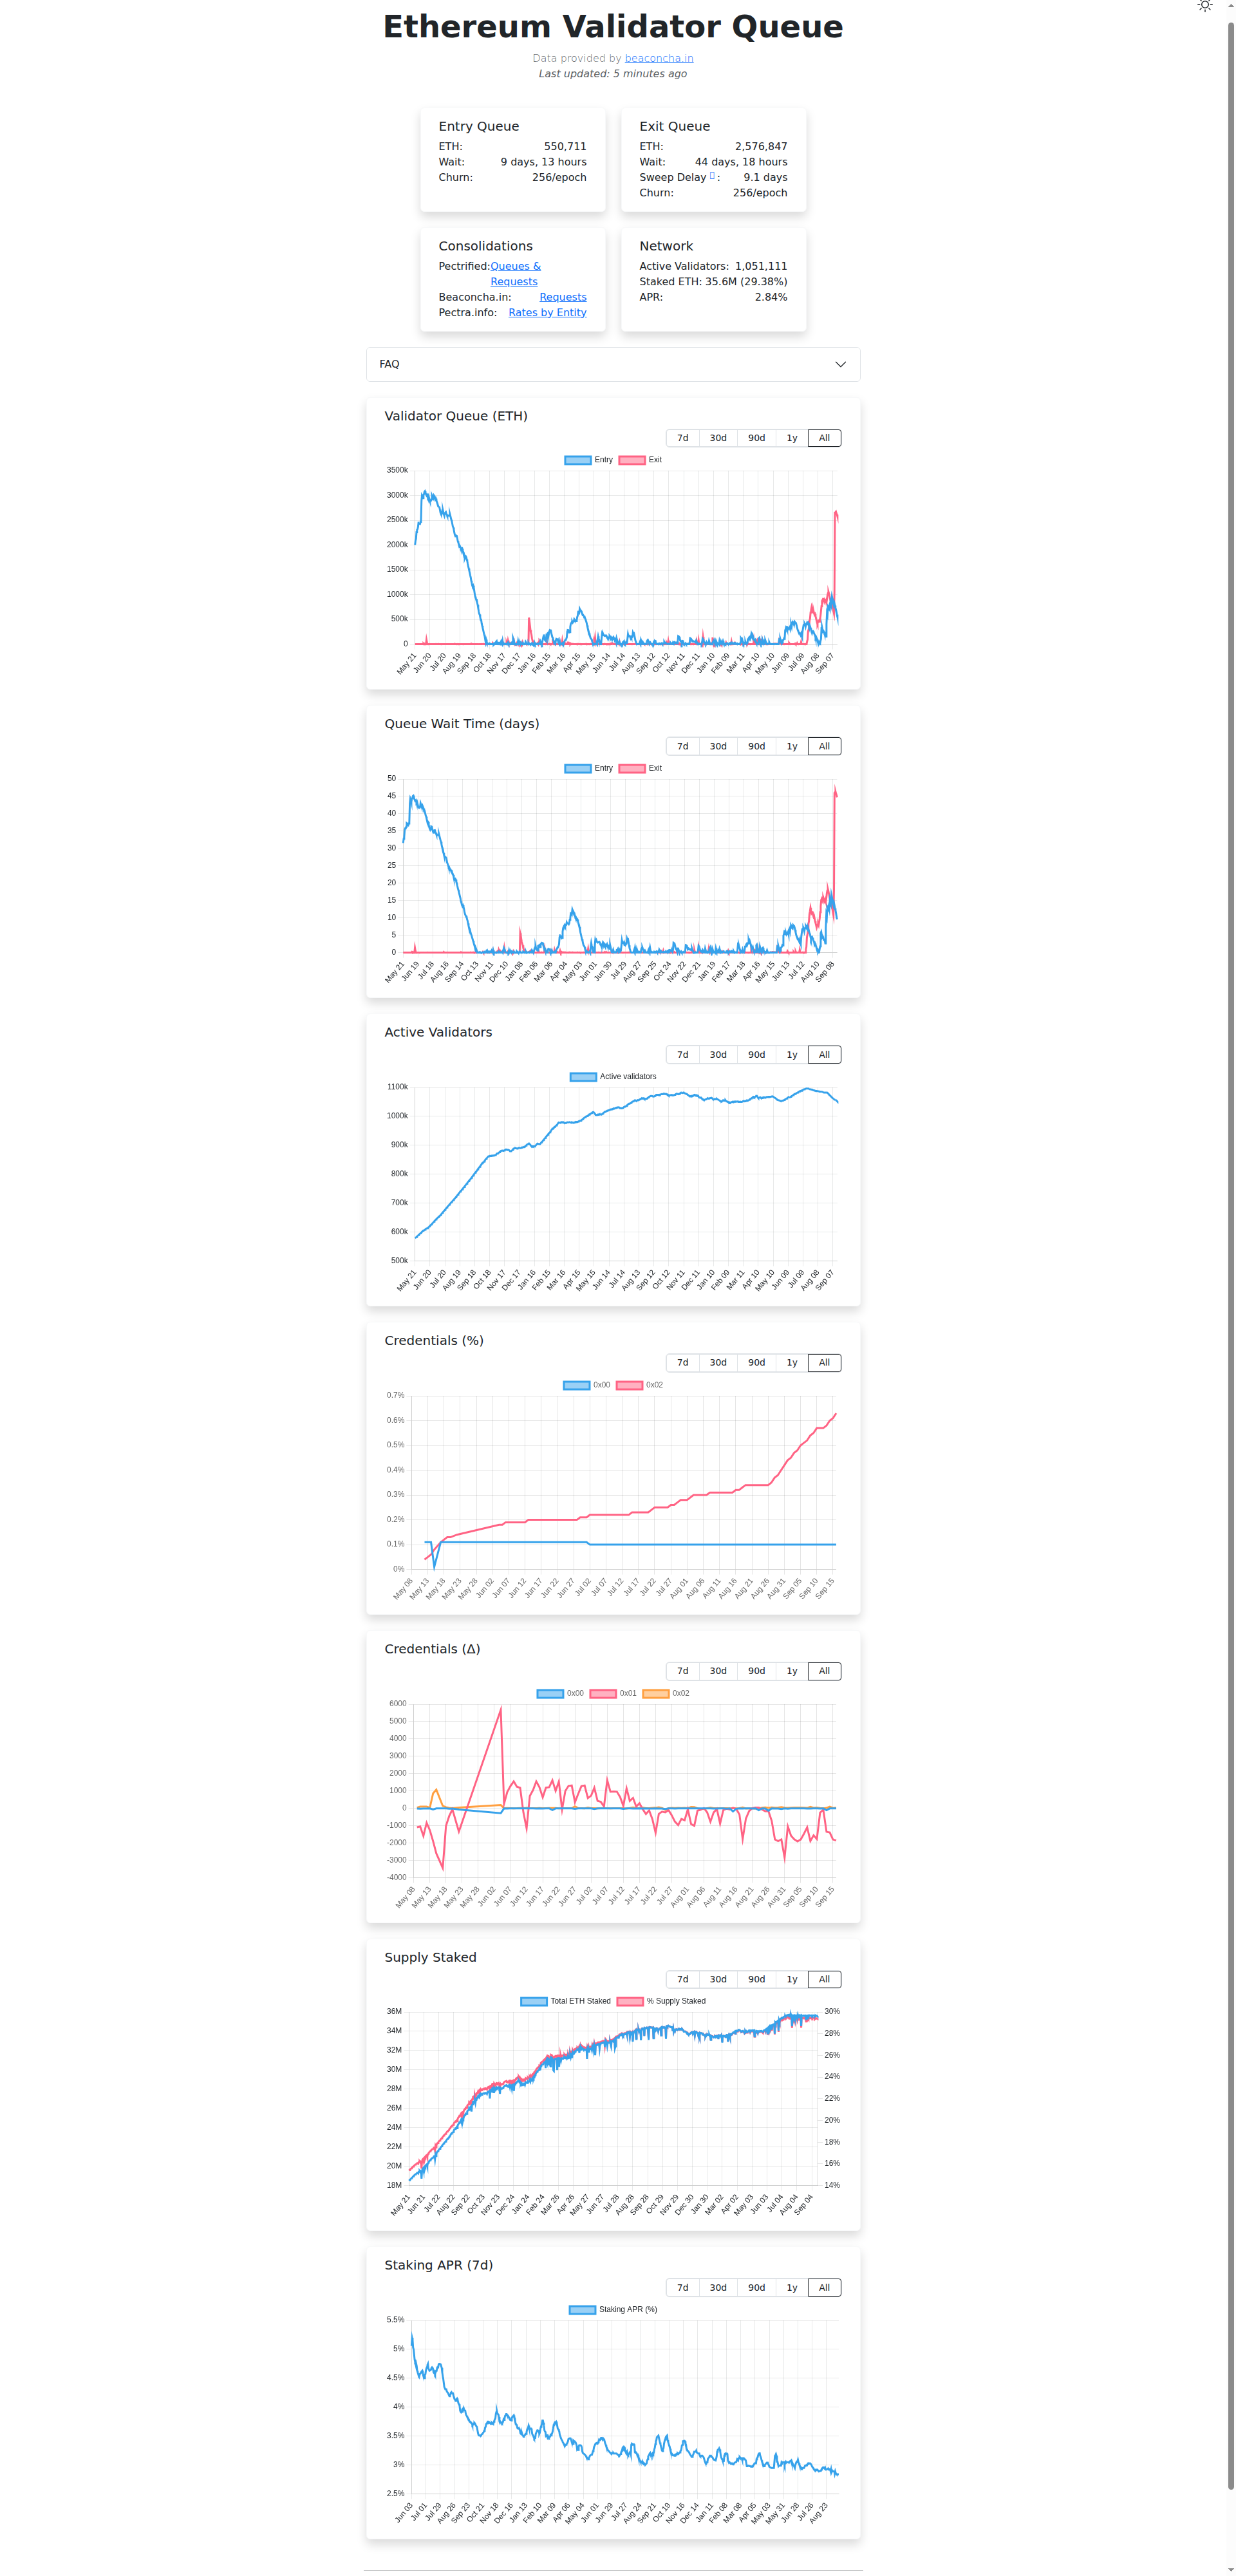 Ethereum Validator Queue
Data provided by beaconcha.in
Last updated: 5 minutes ago
Entry Queue
ETH: 550,711
Wait: 9 days, 13 hours
Churn: 256/epoch
Exit Queue
ETH: 2,576,847
Wait: 44 days, 18 hours
Sweep Delay : 9.1 days
Churn: 256/epoch
Consolidations
Pectrified: Queues &
Requests
Beaconcha.in: Requests
Pectra.info: Rates by Entity
Network
Active Validators: 1,051,111
Staked ETH: 35.6M (29.38%)
APR: 2.84%
FAQ
Validator Queue (ETH)
7d 30d 90d 1y All
Entry Exit
3500k
3000k
2500k
2000k
1500k
1000k
500k
0
May 21 Jun 20 Jul 20 Aug 19 Sep 18 Oct 18 Nov 17 Dec 17 Jan 16 Feb 15 Mar 16 Apr 15 May 15 Jun 14 Jul 14 Aug 13 Sep 12 Oct 12 Nov 11 Dec 11 Jan 10 Feb 09 Mar 11 Apr 10 May 10 Jun 09 Jul 09 Aug 08 Sep 07
Queue Wait Time (days)
7d 30d 90d 1y All
Entry Exit
50
45
40
35
30
25
20
15
10
5
0
May 21 Jun 19 Jul 18 Aug 16 Sep 14 Oct 13 Nov 11 Dec 10 Jan 08 Feb 06 Mar 06 Apr 04 May 03 Jun 01 Jun 30 Jul 29 Aug 27 Sep 25 Oct 24 Nov 22 Dec 21 Jan 19 Feb 17 Mar 18 Apr 16 May 15 Jun 13 Jul 12 Aug 10 Sep 08
Active Validators
7d 30d 90d 1y All
Active validators
1100k
1000k
900k
800k
700k
600k
500k
May 21 Jun 20 Jul 20 Aug 19 Sep 18 Oct 18 Nov 17 Dec 17 Jan 16 Feb 15 Mar 16 Apr 15 May 15 Jun 14 Jul 14 Aug 13 Sep 12 Oct 12 Nov 11 Dec 11 Jan 10 Feb 09 Mar 11 Apr 10 May 10 Jun 09 Jul 09 Aug 08 Sep 07
Credentials (%)
7d 30d 90d 1y All
0x00 0x02
0.7%
0.6%
0.5%
0.4%
0.3%
0.2%
0.1%
0%
May 08 May 13 May 18 May 23 May 28 Jun 02 Jun 07 Jun 12 Jun 17 Jun 22 Jun 27 Jul 02 Jul 07 Jul 12 Jul 17 Jul 22 Jul 27 Aug 01 Aug 06 Aug 11 Aug 16 Aug 21 Aug 26 Aug 31 Sep 05 Sep 10 Sep 15
Credentials (Δ)
7d 30d 90d 1y All
0x00 0x01 0x02
6000
5000
4000
3000
2000
1000
0
-1000
-2000
-3000
-4000
May 08 May 13 May 18 May 23 May 28 Jun 02 Jun 07 Jun 12 Jun 17 Jun 22 Jun 27 Jul 02 Jul 07 Jul 12 Jul 17 Jul 22 Jul 27 Aug 01 Aug 06 Aug 11 Aug 16 Aug 21 Aug 26 Aug 31 Sep 05 Sep 10 Sep 15
Supply Staked
7d 30d 90d 1y All
Total ETH Staked % Supply Staked
36M 30%
34M 28%
32M 26%
30M 24%
28M 22%
26M 20%
24M 18%
22M 16%
20M 14%
18M
May 21 Jun 21 Jul 22 Aug 22 Sep 22 Oct 23 Nov 23 Dec 24 Jan 24 Feb 24 Mar 26 Apr 26 May 27 Jun 27 Jul 28 Aug 28 Sep 28 Oct 29 Nov 29 Dec 30 Jan 30 Mar 02 Apr 02 May 03 Jun 03 Jul 04 Aug 04 Sep 04
Staking APR (7d)
7d 30d 90d 1y All
Staking APR (%)
5.5%
5%
4.5%
4%
3.5%
3%
2.5%
Jun 03 Jul 01 Jul 29 Aug 26 Sep 23 Oct 21 Nov 18 Dec 16 Jan 13 Feb 10 Mar 09 Apr 06 May 04 Jun 01 Jun 29 Jul 27 Aug 24 Sep 21 Oct 19 Nov 16 Dec 14 Jan 11 Feb 08 Mar 08 Apr 05 May 03 May 31 Jun 28 Jul 26 Aug 23